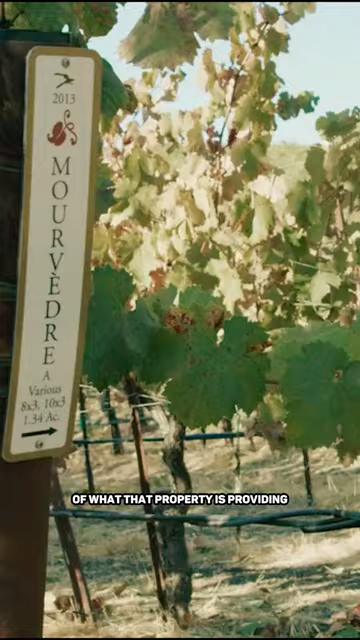 2013
MOURVÈDRE
A
Various
8x3, 10x3
1.34 Ac.
OF WHAT THAT PROPERTY IS PROVIDING